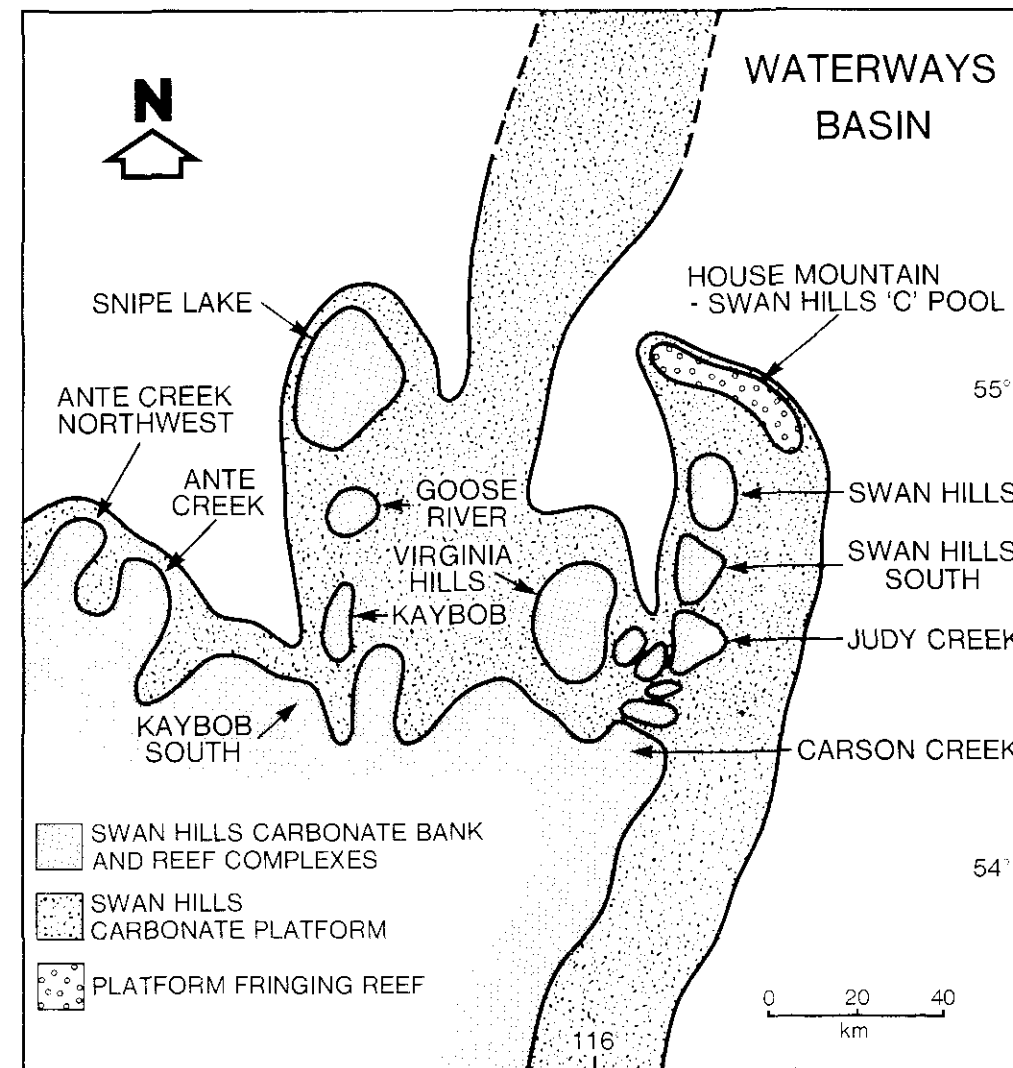 N
WATERWAYS
BASIN
SNIPE LAKE
HOUSE MOUNTAIN
- SWAN HILLS 'C' POOL
55°
ANTE CREEK
NORTHWEST
ANTE
CREEK
GOOSE
RIVER
SWAN HILLS
VIRGINIA
HILLS
SWAN HILLS
SOUTH
KAYBOB
JUDY CREEK
KAYBOB
SOUTH
CARSON CREEK
SWAN HILLS CARBONATE BANK
AND REEF COMPLEXES
54°
SWAN HILLS
CARBONATE PLATFORM
PLATFORM FRINGING REEF
0 20 40
km
116